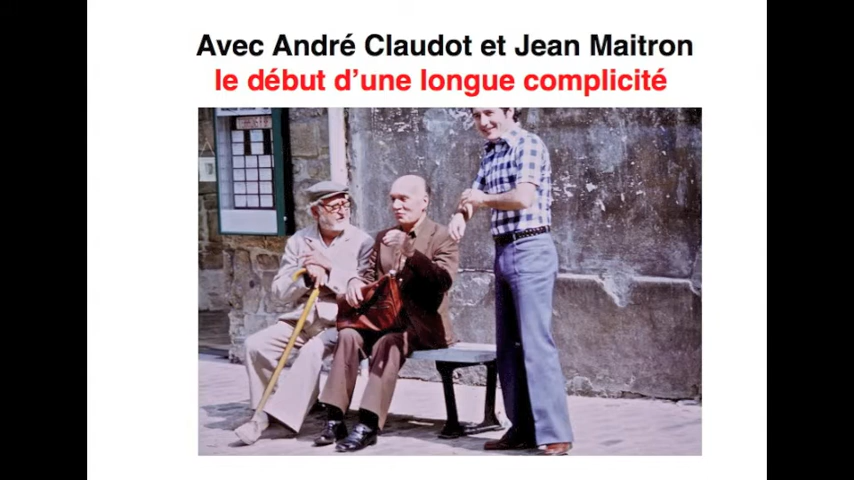 Avec André Claudot et Jean Maitron
le début d’une longue complicité